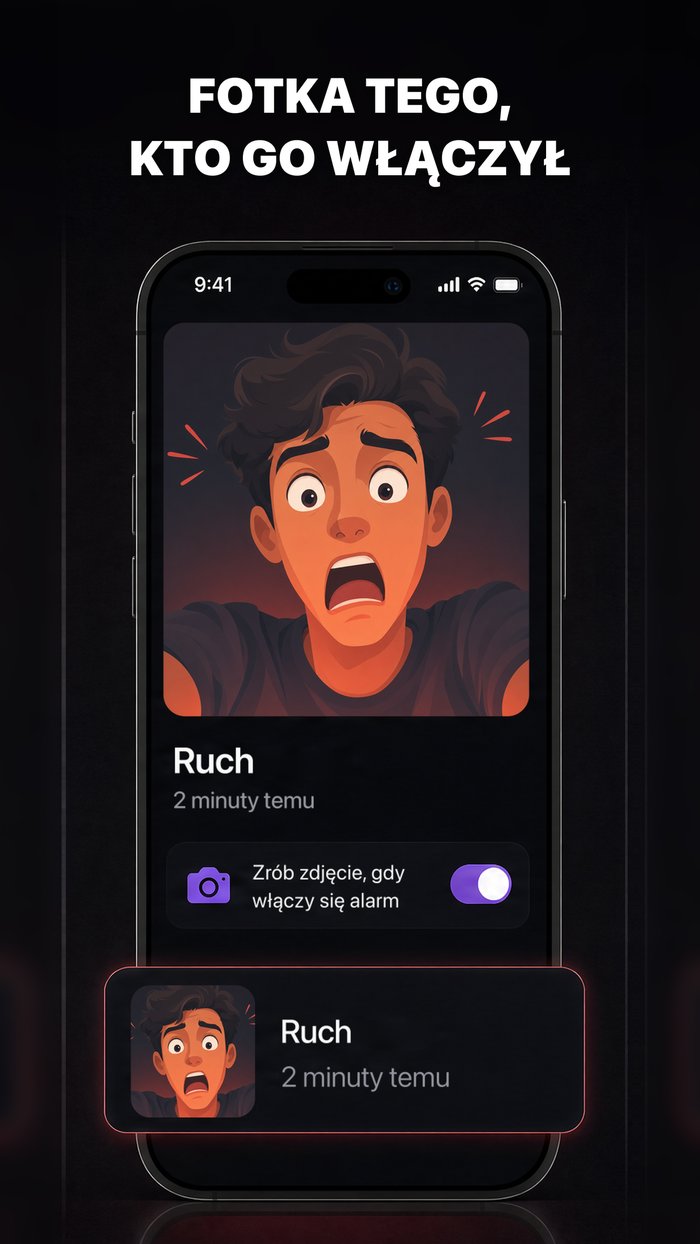 FOTKA TEGO,
KTO GO WŁĄCZYŁ
9:41
Ruch
2 minuty temu
Zrób zdjęcie, gdy
włączy się alarm
Ruch
2 minuty temu